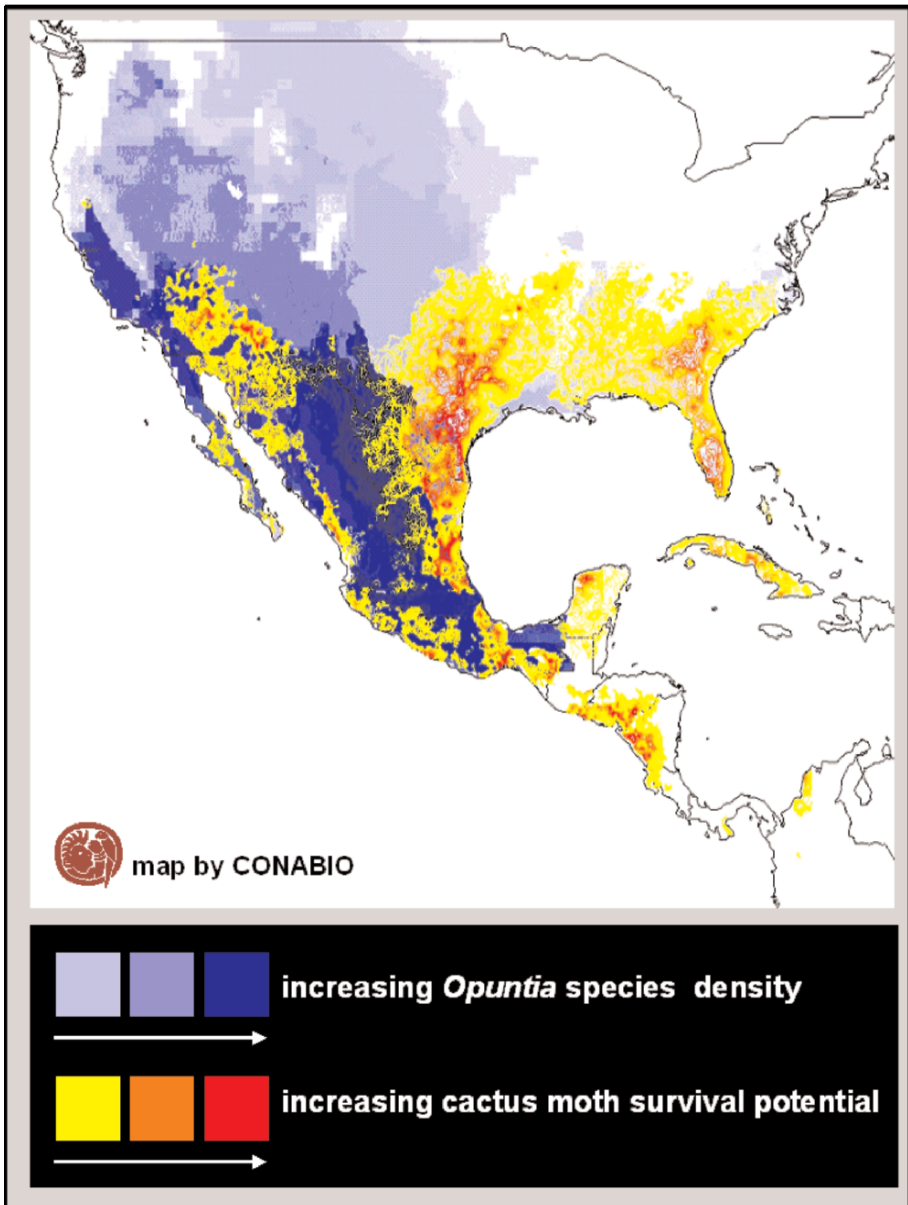 map by CONABIO
increasing Opuntia species density
increasing cactus moth survival potential